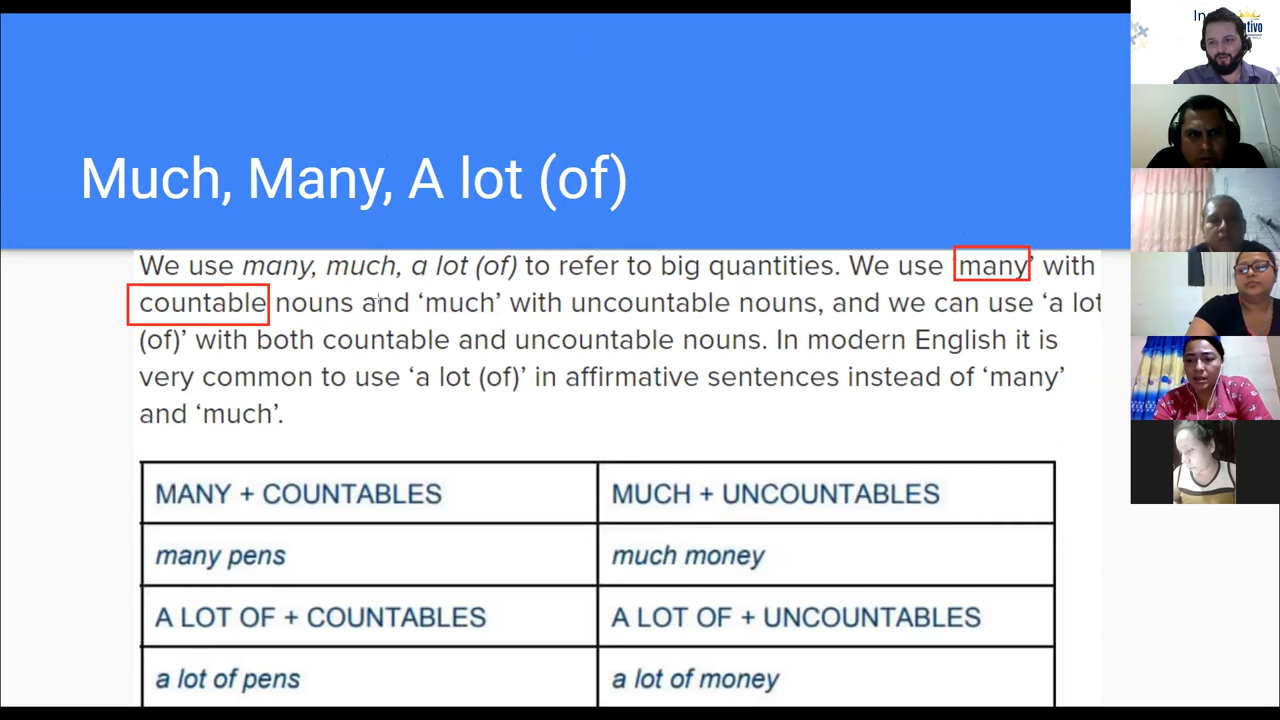 Much, Many, A lot (of)
We use many, much, a lot (of) to refer to big quantities. We use ‘many’ with
countable nouns and ‘much’ with uncountable nouns, and we can use ‘a lot
(of)’ with both countable and uncountable nouns. In modern English it is
very common to use ‘a lot (of)’ in affirmative sentences instead of ‘many’
and ‘much’.
MANY + COUNTABLES
MUCH + UNCOUNTABLES
many pens
much money
A LOT OF + COUNTABLES
A LOT OF + UNCOUNTABLES
a lot of pens
a lot of money